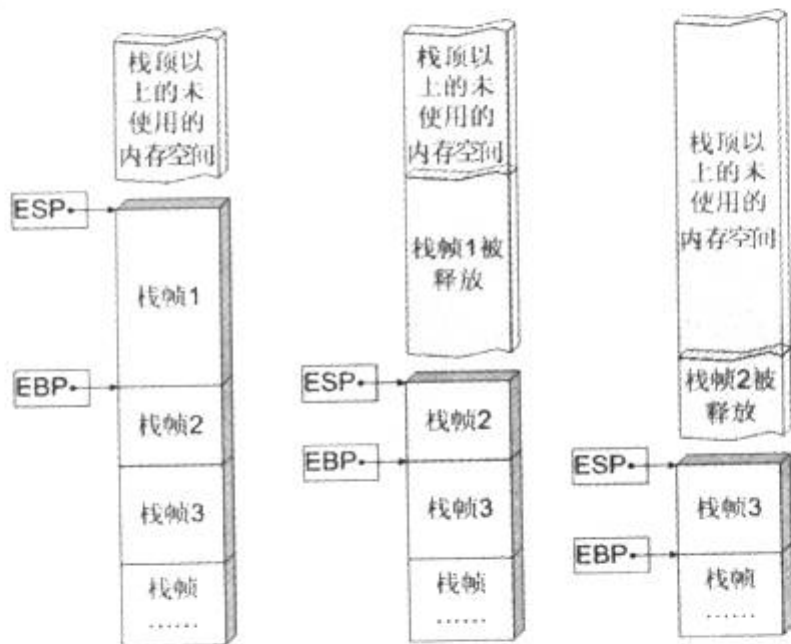 栈顶以
上的未
使用的
内存空间
ESP
栈帧1
EBP
栈帧2
栈帧3
栈帧
……
栈顶以
上的未
使用的
内存空间
栈帧1被
释放
ESP
栈帧2
EBP
栈帧3
栈帧
……
栈顶以
上的未
使用的
内存空间
栈帧2被
释放
ESP
栈帧3
EBP
栈帧
……